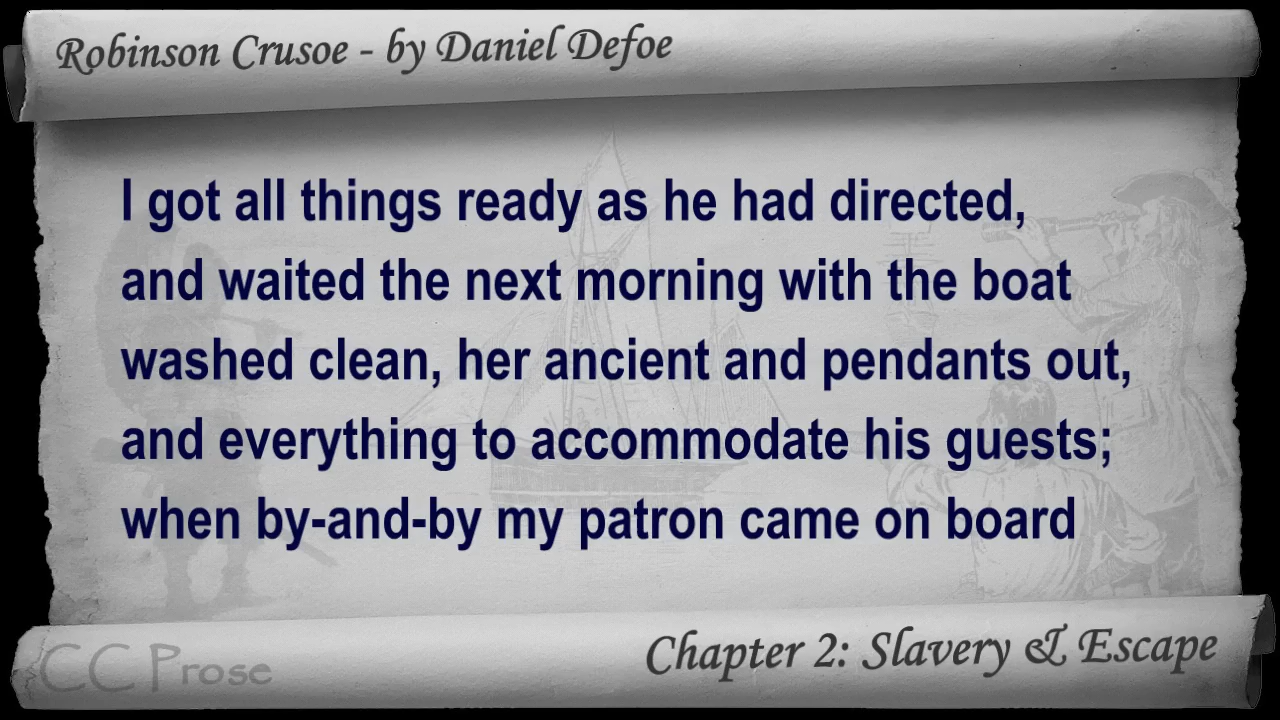 Robinson Crusoe - by Daniel Defoe
I got all things ready as he had directed,
and waited the next morning with the boat
washed clean, her ancient and pendants out,
and everything to accommodate his guests;
when by-and-by my patron came on board
CC Prose
Chapter 2: Slavery & Escape